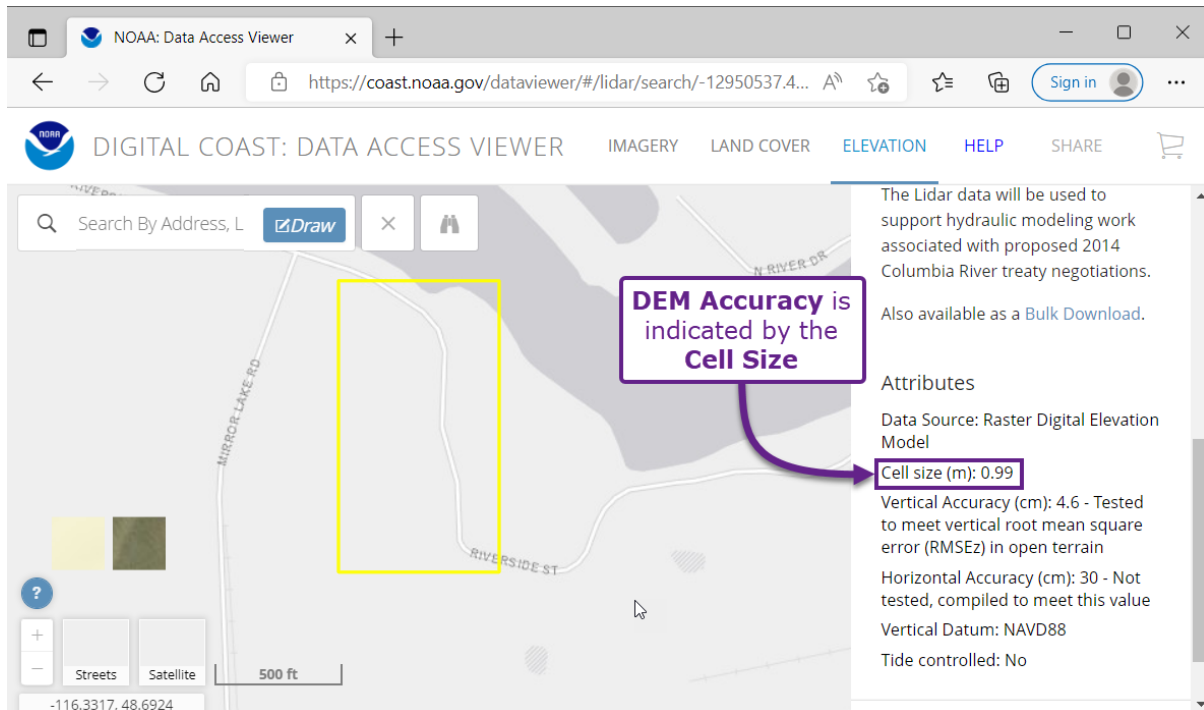 NOAA: Data Access Viewer
https://coast.noaa.gov/dataviewer/#/lidar/search/-12950537.4...
Sign in
NOAA
DIGITAL COAST: DATA ACCESS VIEWER
IMAGERY
LAND COVER
ELEVATION
HELP
SHARE
Search By Address, L
Draw
N RIVER DR
MIRROR LAKE RD
RIVERSIDE ST
DEM Accuracy is
indicated by the
Cell Size
The Lidar data will be used to
support hydraulic modeling work
associated with proposed 2014
Columbia River treaty negotiations.
Also available as a Bulk Download.
Attributes
Data Source: Raster Digital Elevation
Model
Cell size (m): 0.99
Vertical Accuracy (cm): 4.6 - Tested
to meet vertical root mean square
error (RMSEz) in open terrain
Horizontal Accuracy (cm): 30 - Not
tested, compiled to meet this value
Vertical Datum: NAVD88
Tide controlled: No
?
+
−
Streets
Satellite
500 ft
-116.3317, 48.6924